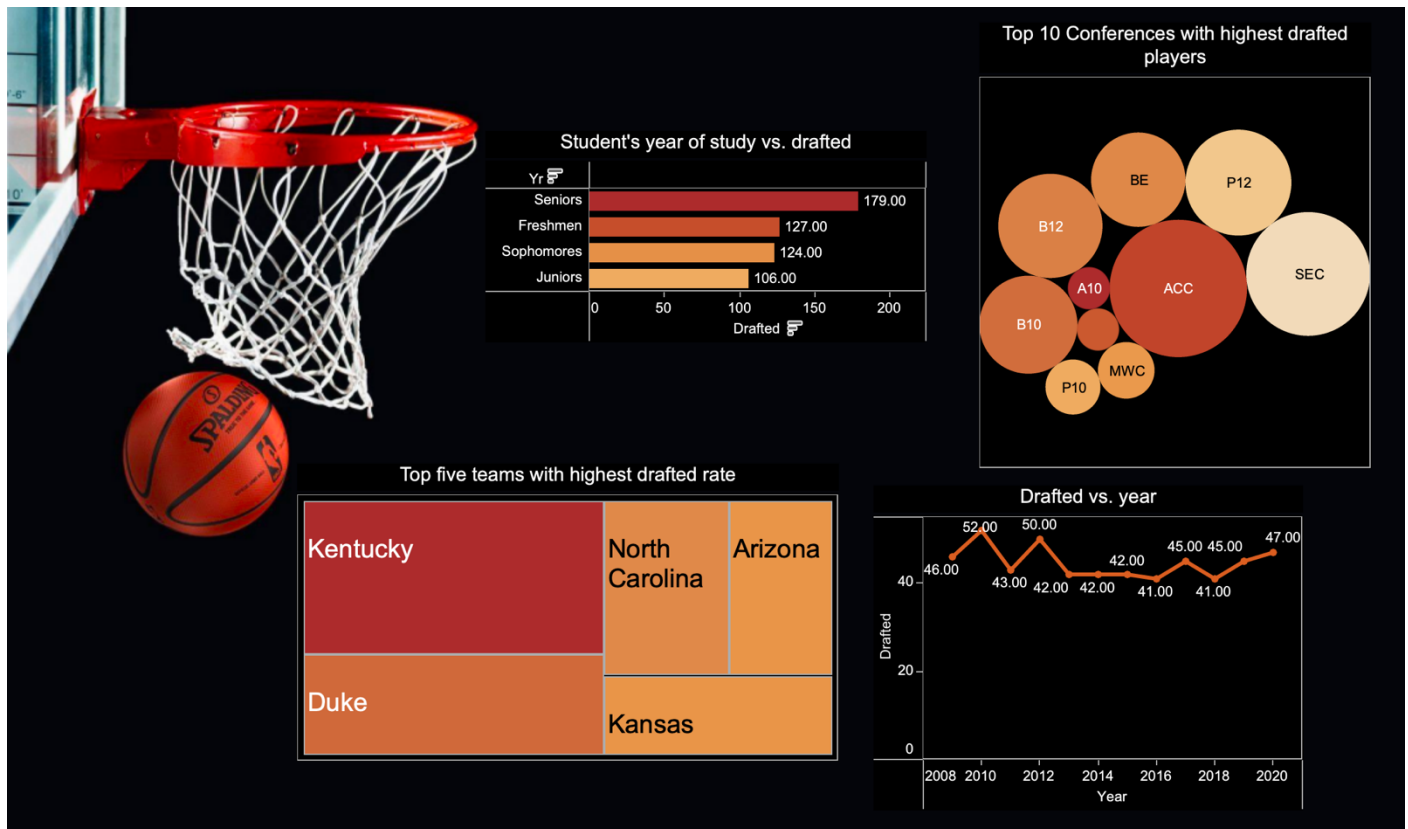 Top 10 Conferences with highest drafted
players
BE
P12
B12
SEC
A10
ACC
B10
MWC
P10
Student's year of study vs. drafted
Yr
Seniors
179.00
Freshmen
127.00
Sophomores
124.00
Juniors
106.00
0 50 100 150 200
Drafted
-6"
10'
SPALDING
Top five teams with highest drafted rate
Kentucky
North
Carolina
Arizona
Duke
Kansas
Drafted vs. year
52.00 50.00
46.00 43.00 42.00 42.00 42.00 41.00 45.00 41.00 45.00 47.00
40
20
0
Drafted
2008 2010 2012 2014 2016 2018 2020
Year